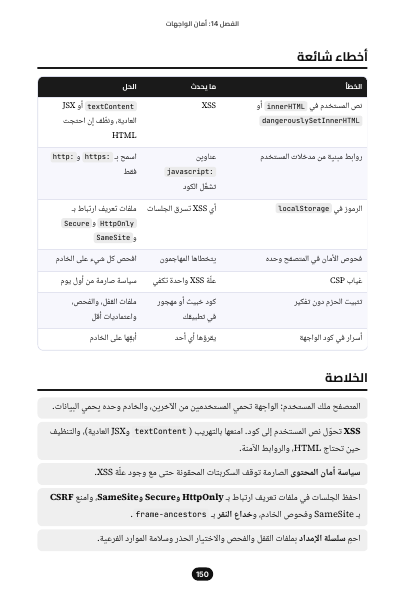 الفصل 14: أمان الواجهات
أخطاء شائعة
الخطأ ما يحدث الحل
نص المستخدم في innerHTML أو XSS textContent أو JSX
dangerouslySetInnerHTML العادية، ونظّف إن احتجت
HTML
روابط مبنية من مدخلات المستخدم عناوين اسمح بـ https: و http:
javascript: فقط
تشغّل الكود
الرموز في localStorage أي XSS تسرق الجلسات ملفات تعريف ارتباط بـ
HttpOnly و Secure
و SameSite
فحوص الأمان في المتصفح وحده يتخطاها المهاجمون افحص كل شيء على الخادم
غياب CSP علّة XSS واحدة تكفي سياسة صارمة من أول يوم
تثبيت الحزم دون تفكير كود خبيث أو مهجور ملفات القفل، والفحص،
في تطبيقك واعتماديات أقل
أسرار في كود الواجهة يقرؤها أي أحد أبقها على الخادم
الخلاصة
المتصفح ملك المستخدم: الواجهة تحمي المستخدمين من الآخرين، والخادم وحده يحمي البيانات.
XSS تحوّل نص المستخدم إلى كود. امنعها بالتهريب ( textContent وJSX العادية)، والتنظيف
حين تحتاج HTML، والروابط الآمنة.
سياسة أمان المحتوى الصارمة توقف السكربتات المحقونة حتى مع وجود علّة XSS.
احفظ الجلسات في ملفات تعريف ارتباط بـ HttpOnly وSecure وSameSite، وامنع CSRF
بـ SameSite وفحوص الخادم، وخداع النقر بـ frame-ancestors .
احمِ سلسلة الإمداد بملفات القفل والفحص والاختيار الحذر وسلامة الموارد الفرعية.
150